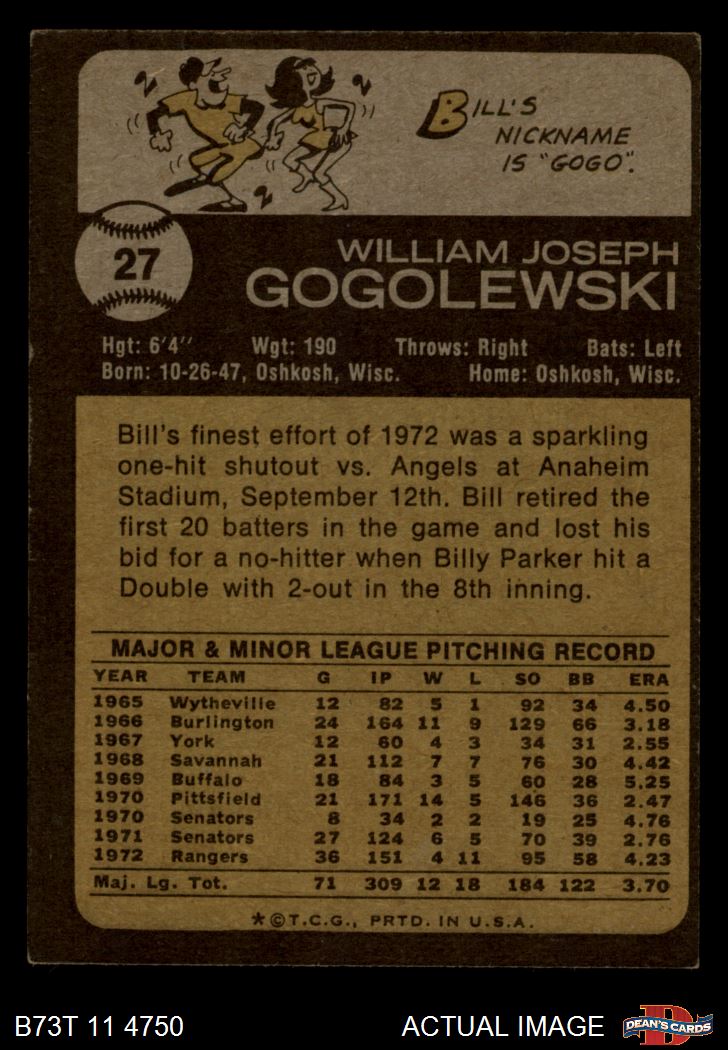 BILL'S
NICKNAME
IS "GOGO".
27
WILLIAM JOSEPH
GOGOLEWSKI
Hgt: 6'4" Wgt: 190 Throws: Right Bats: Left
Born: 10-26-47, Oshkosh, Wisc. Home: Oshkosh, Wisc.
Bill's finest effort of 1972 was a sparkling
one-hit shutout vs. Angels at Anaheim
Stadium, September 12th. Bill retired the
first 20 batters in the game and lost his
bid for a no-hitter when Billy Parker hit a
Double with 2-out in the 8th inning.
MAJOR & MINOR LEAGUE PITCHING RECORD
YEAR TEAM G IP W L SO BB ERA
1965 Wytheville 12 82 5 1 92 34 4.50
1966 Burlington 24 164 11 9 129 66 3.18
1967 York 12 60 4 3 34 31 2.55
1968 Savannah 21 112 7 7 76 30 4.42
1969 Buffalo 18 84 3 5 60 28 5.25
1970 Pittsfield 21 171 14 5 146 36 2.47
1970 Senators 8 34 2 2 19 25 4.76
1971 Senators 27 124 6 5 70 39 2.76
1972 Rangers 36 151 4 11 95 58 4.23
Maj. Lg. Tot. 71 309 12 18 184 122 3.70
*©T.C.G., PRTD. IN U.S.A.
B73T 11 4750 ACTUAL IMAGE
D
DEAN'S CARDS